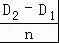 D₂ − D₁
n